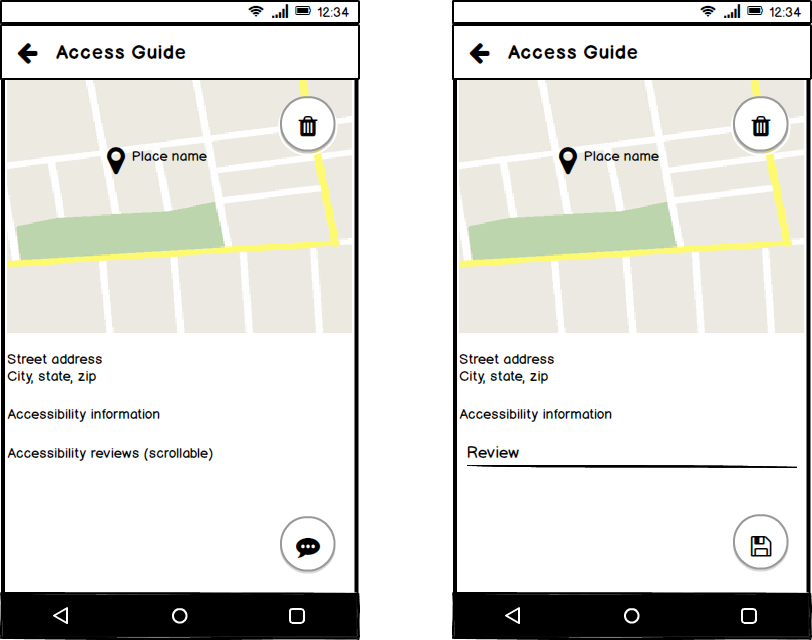 12:34
Access Guide
Place name
Street address
City, state, zip
Accessibility information
Accessibility reviews (scrollable)
12:34
Access Guide
Place name
Street address
City, state, zip
Accessibility information
Review